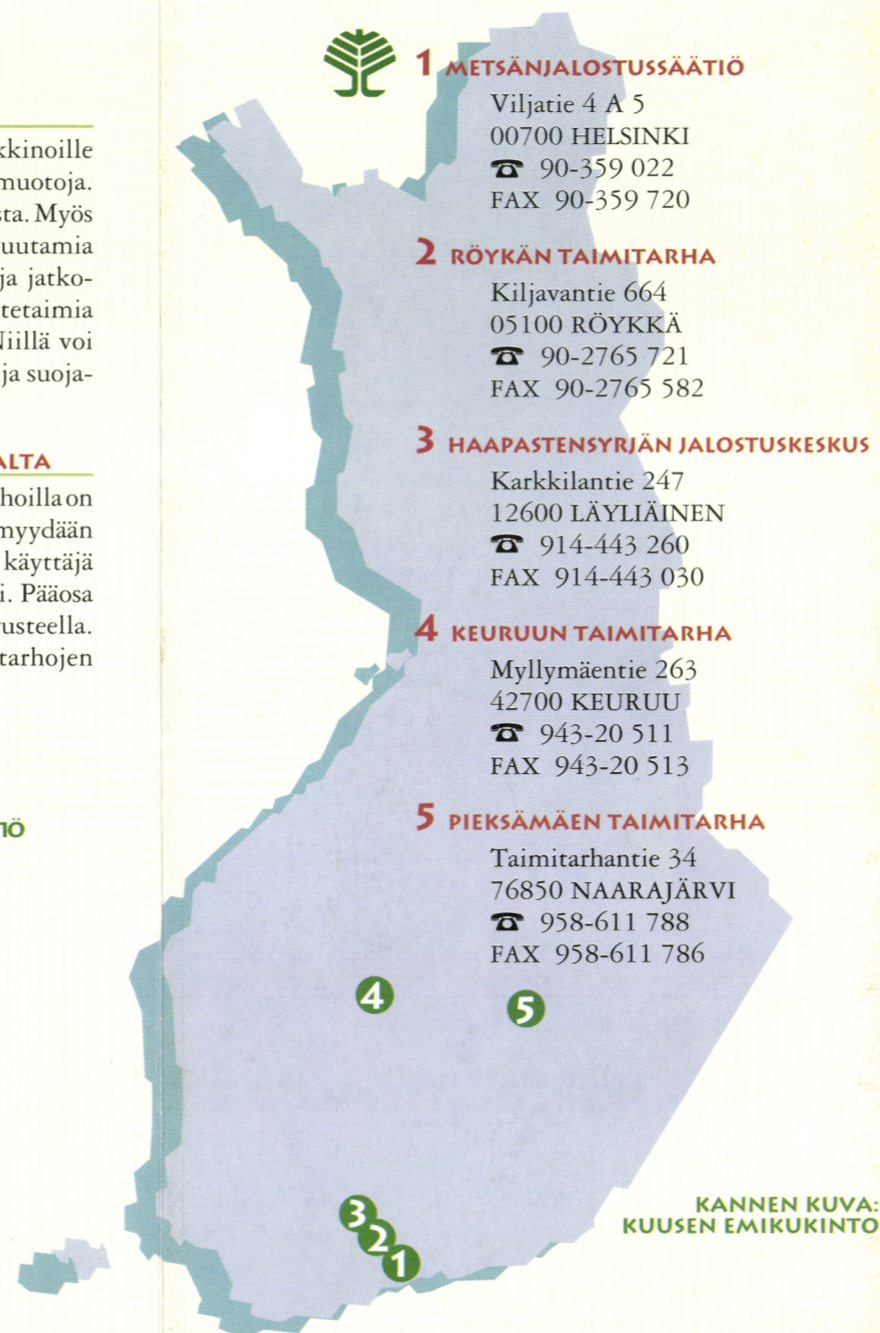 kkinoille
muotoja.
sta. Myös
uutamia
ja jatko-
tetaimia
Niillä voi
ja suoja-
ALTA
hoilla on
myydään
käyttäjä
i. Pääosa
usteella.
tarhojen
IÖ
1 METSÄNJALOSTUSSÄÄTIÖ
Viljatie 4 A 5
00700 HELSINKI
☎ 90-359 022
FAX 90-359 720
2 RÖYKÄN TAIMITARHA
Kiljavantie 664
05100 RÖYKKÄ
☎ 90-2765 721
FAX 90-2765 582
3 HAAPASTENSYRJÄN JALOSTUSKESKUS
Karkkilantie 247
12600 LÄYLIÄINEN
☎ 914-443 260
FAX 914-443 030
4 KEURUUN TAIMITARHA
Myllymäentie 263
42700 KEURUU
☎ 943-20 511
FAX 943-20 513
5 PIEKSÄMÄEN TAIMITARHA
Taimitarhantie 34
76850 NAARAJÄRVI
☎ 958-611 788
FAX 958-611 786
4
5
3
2
1
KANNEN KUVA:
KUUSEN EMIKUKINTO